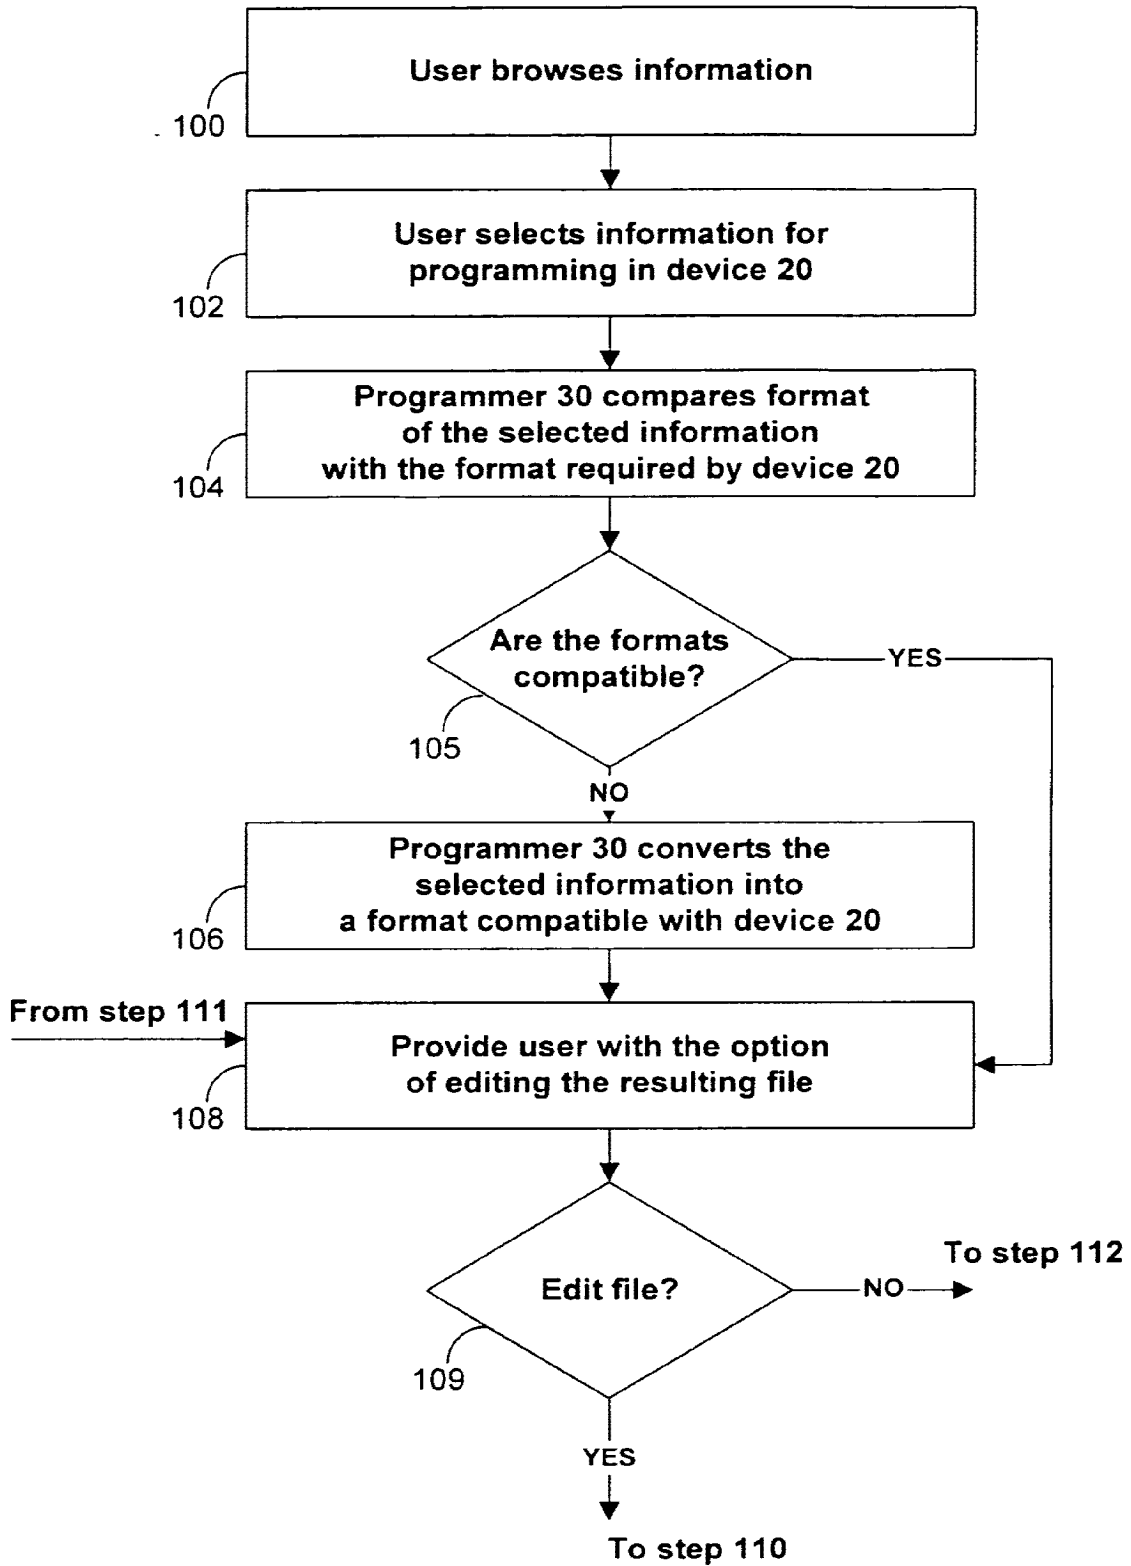 User browses information
100
User selects information for
programming in device 20
102
Programmer 30 compares format
of the selected information
with the format required by device 20
104
Are the formats
compatible?
YES
105
NO
Programmer 30 converts the
selected information into
a format compatible with device 20
106
From step 111
Provide user with the option
of editing the resulting file
108
To step 112
Edit file?
NO
109
YES
To step 110